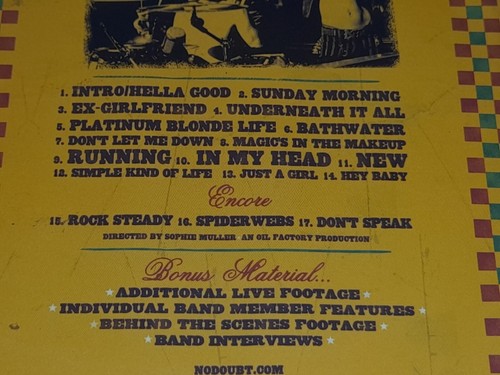 1. INTRO/HELLA GOOD 2. SUNDAY MORNING
3. EX-GIRLFRIEND 4. UNDERNEATH IT ALL
5. PLATINUM BLONDE LIFE 6. BATHWATER
7. DON'T LET ME DOWN 8. MAGIC'S IN THE MAKEUP
9. RUNNING 10. IN MY HEAD 11. NEW
12. SIMPLE KIND OF LIFE 13. JUST A GIRL 14. HEY BABY
Encore
15. ROCK STEADY 16. SPIDERWEBS 17. DON'T SPEAK
DIRECTED BY SOPHIE MULLER AN OIL FACTORY PRODUCTION
Bonus Material...
ADDITIONAL LIVE FOOTAGE
INDIVIDUAL BAND MEMBER FEATURES
BEHIND THE SCENES FOOTAGE
BAND INTERVIEWS
NODOUBT.COM